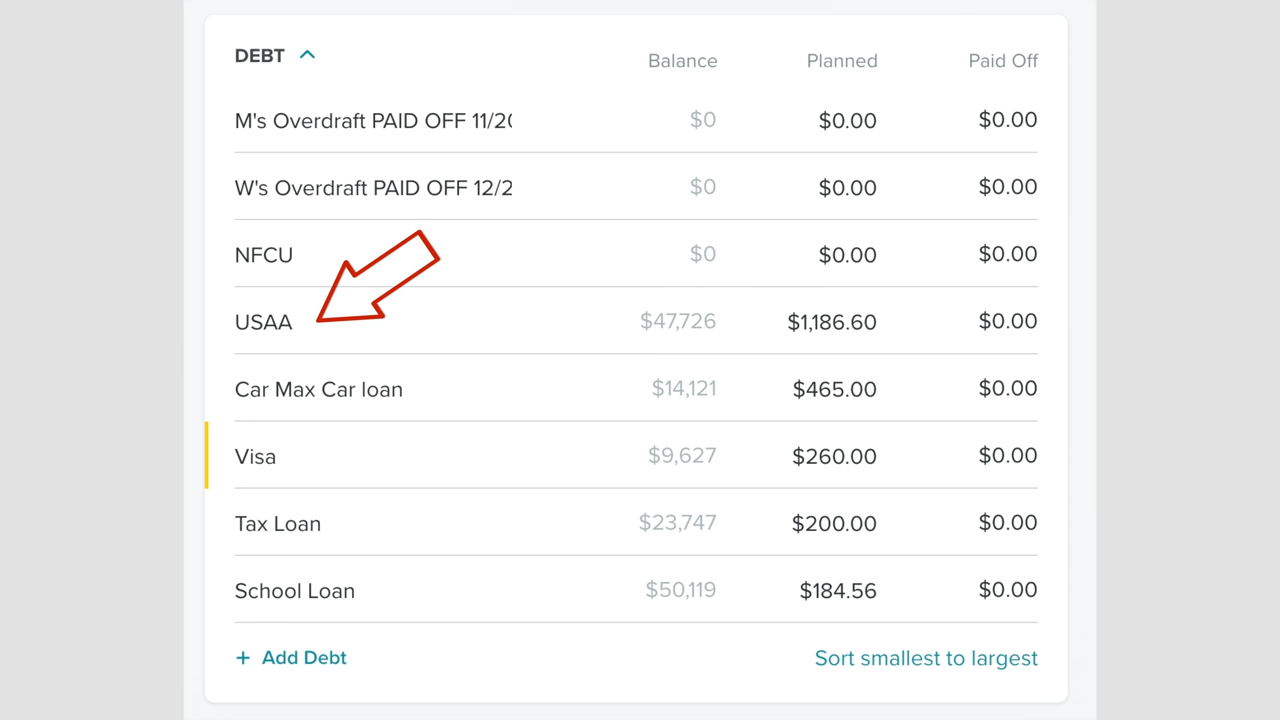 DEBT Balance Planned Paid Off
M's Overdraft PAID OFF 11/2 $0 $0.00 $0.00
W's Overdraft PAID OFF 12/2 $0 $0.00 $0.00
NFCU $0 $0.00 $0.00
USAA $47,726 $1,186.60 $0.00
Car Max Car loan $14,121 $465.00 $0.00
Visa $9,627 $260.00 $0.00
Tax Loan $23,747 $200.00 $0.00
School Loan $50,119 $184.56 $0.00
+ Add Debt Sort smallest to largest